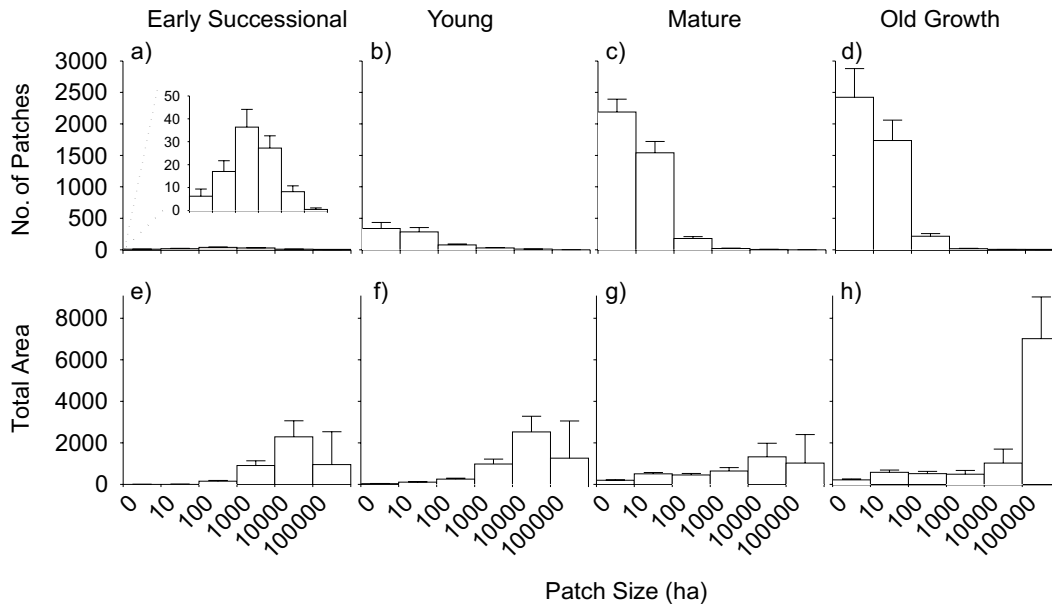 Early Successional Young Mature Old Growth
a) b) c) d)
3000
2500
2000
1500
1000
500
0
No. of Patches
50
40
30
20
10
0
e) f) g) h)
8000
6000
4000
2000
0
Total Area
0 10 100 1000 10000 100000 0 10 100 1000 10000 100000 0 10 100 1000 10000 100000 0 10 100 1000 10000 100000
Patch Size (ha)